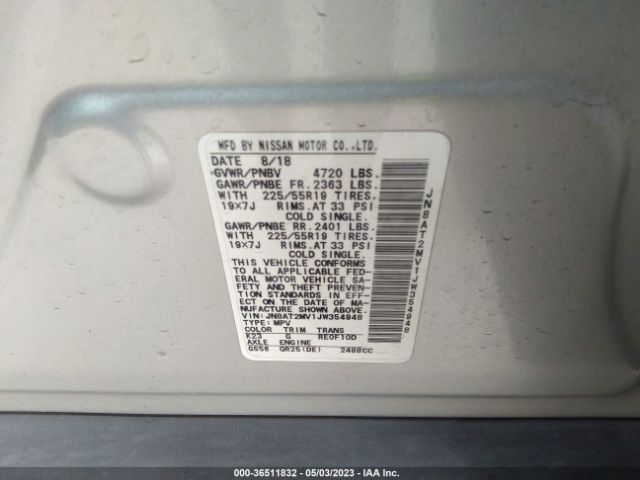 MFD BY NISSAN MOTOR CO.,LTD.
DATE 8/18
GVWR/PNBV 4720 LBS.
GAWR/PNBE FR. 2363 LBS.
WITH 225/55R19 TIRES.
19X7J RIMS. AT 33 PSI
COLD SINGLE.
GAWR/PNBE RR. 2401 LBS.
WITH 225/55R19 TIRES.
19X7J RIMS. AT 33 PSI
COLD SINGLE.
THIS VEHICLE CONFORMS
TO ALL APPLICABLE FED-
ERAL MOTOR VEHICLE SA-
FETY AND THEFT PREVEN-
TION STANDARDS IN EFF-
ECT ON THE DATE OF MA-
NUFACTURE SHOWN ABOVE.
VIN: JN8AT2MV1JW354948
TYPE: MPV
COLOR TRIM TRANS
K23 G RE0F10D
AXLE ENGINE
GS56 QR25(DE) 2488CC
JN8AT2MV1JW354948
000-36511832 - 05/03/2023 - IAA Inc.